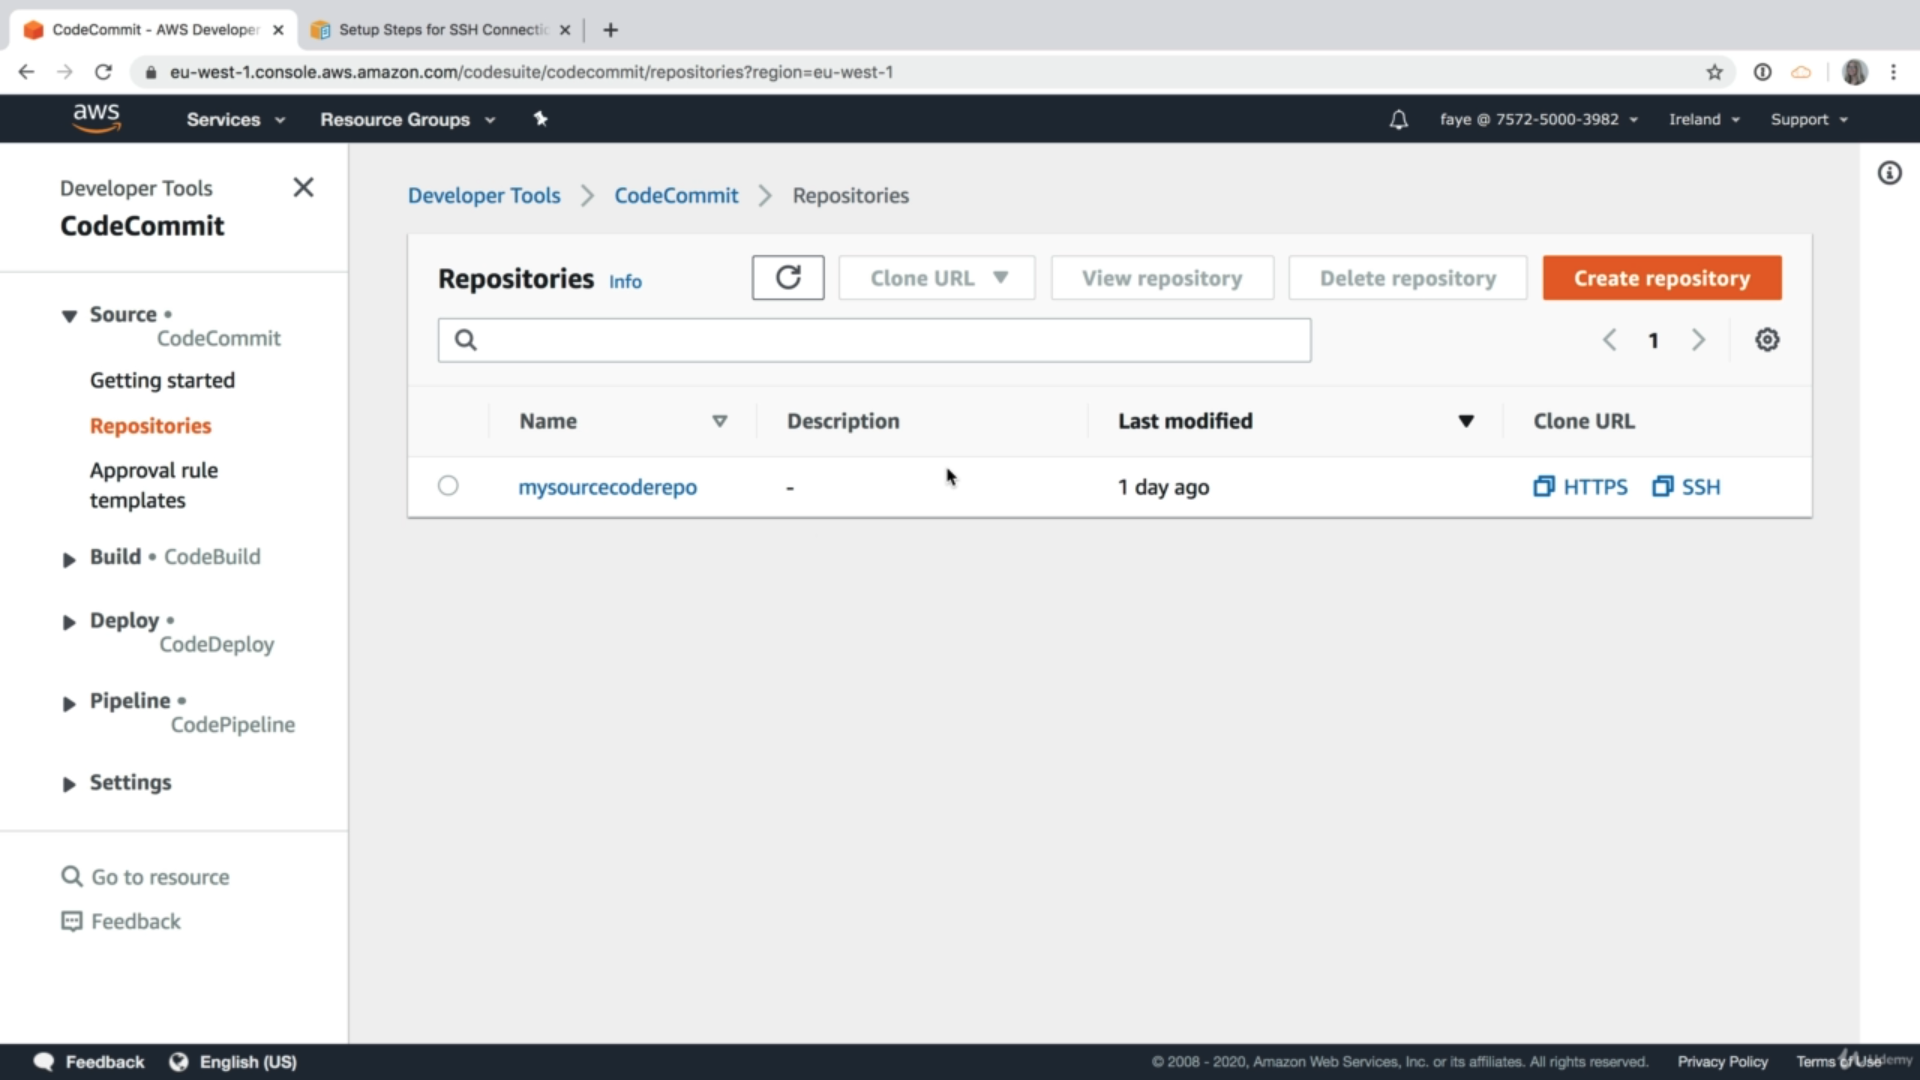 CodeCommit - AWS Developer
Setup Steps for SSH Connectic
eu-west-1.console.aws.amazon.com/codesuite/codecommit/repositories?region=eu-west-1
aws
Services
Resource Groups
faye @ 7572-5000-3982
Ireland
Support
Developer Tools
CodeCommit
Source •
CodeCommit
Getting started
Repositories
Approval rule
templates
Build • CodeBuild
Deploy •
CodeDeploy
Pipeline •
CodePipeline
Settings
Go to resource
Feedback
Developer Tools > CodeCommit > Repositories
Repositories Info
Clone URL
View repository
Delete repository
Create repository
1
Name
Description
Last modified
Clone URL
mysourcecoderepo
-
1 day ago
HTTPS
SSH
Feedback
English (US)
© 2008 - 2020, Amazon Web Services, Inc. or its affiliates. All rights reserved.
Privacy Policy
Terms of Use